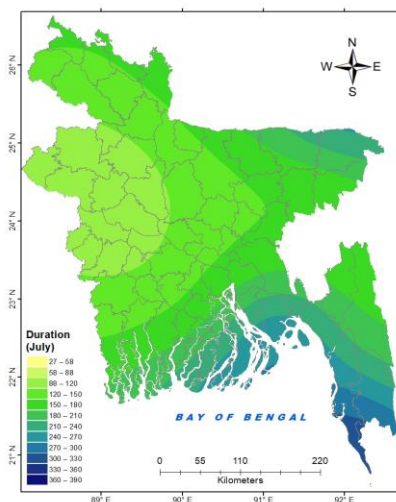 N
W E
S
26°N
25°N
24°N
23°N
22°N
21°N
Duration
(July)
27 – 58
58 – 88
88 – 120
120 – 150
150 – 180
180 – 210
210 – 240
240 – 270
270 – 300
300 – 330
330 – 360
360 – 390
BAY OF BENGAL
0 55 110 220
Kilometers
89°E 90°E 91°E 92°E